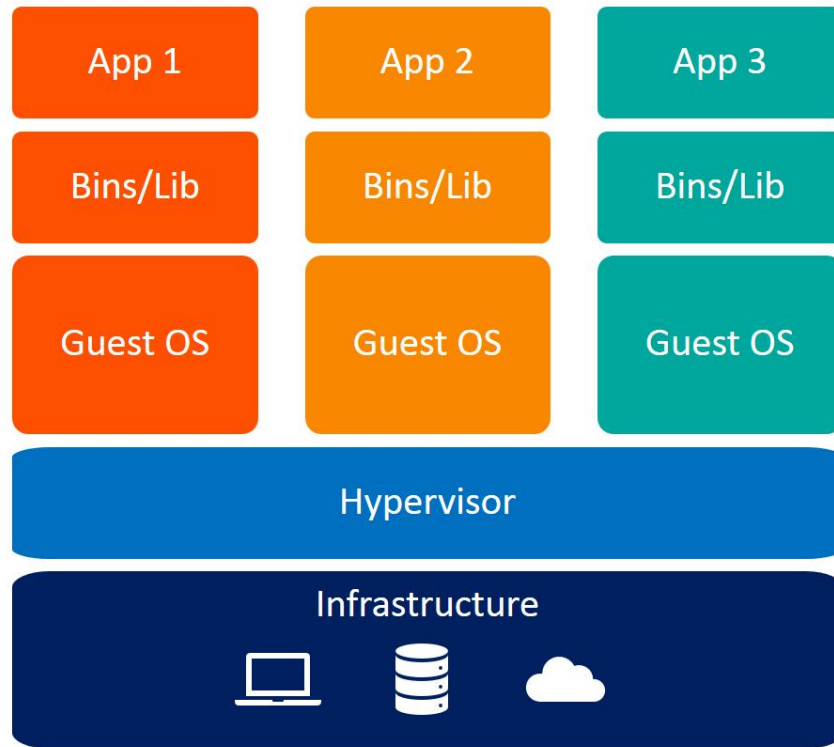 App 1
App 2
App 3
Bins/Lib
Bins/Lib
Bins/Lib
Guest OS
Guest OS
Guest OS
Hypervisor
Infrastructure